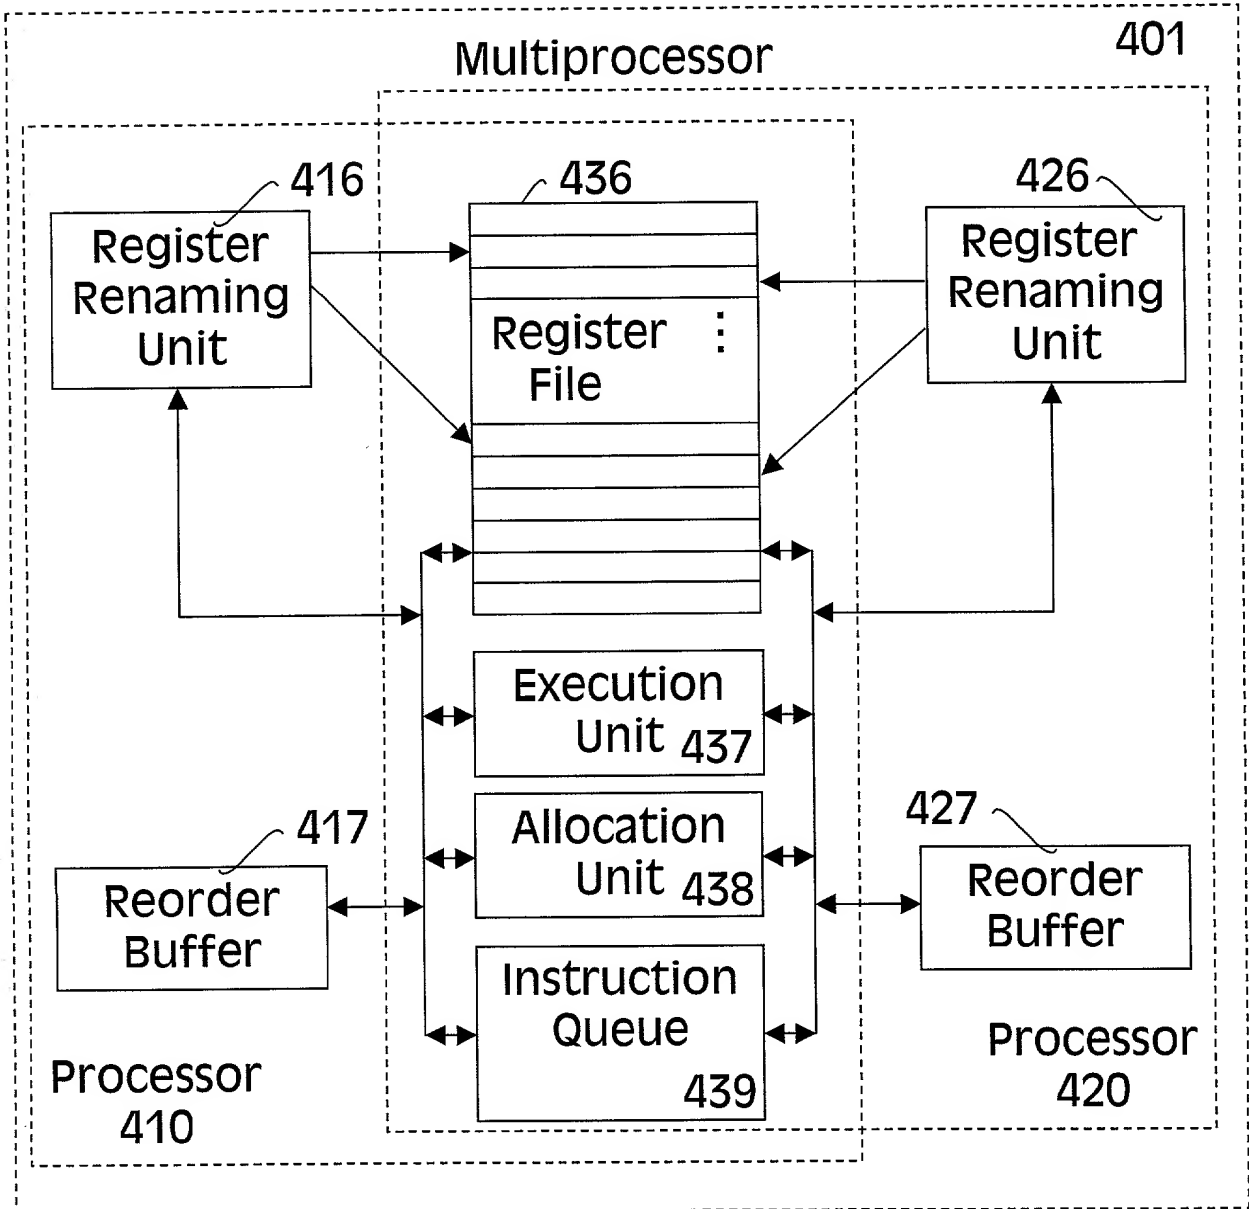 Multiprocessor
401
416
436
426
Register
Renaming
Unit
Register
File
Register
Renaming
Unit
Execution
Unit
437
417
Allocation
Unit
438
427
Reorder
Buffer
Reorder
Buffer
Instruction
Queue
439
Processor
410
Processor
420